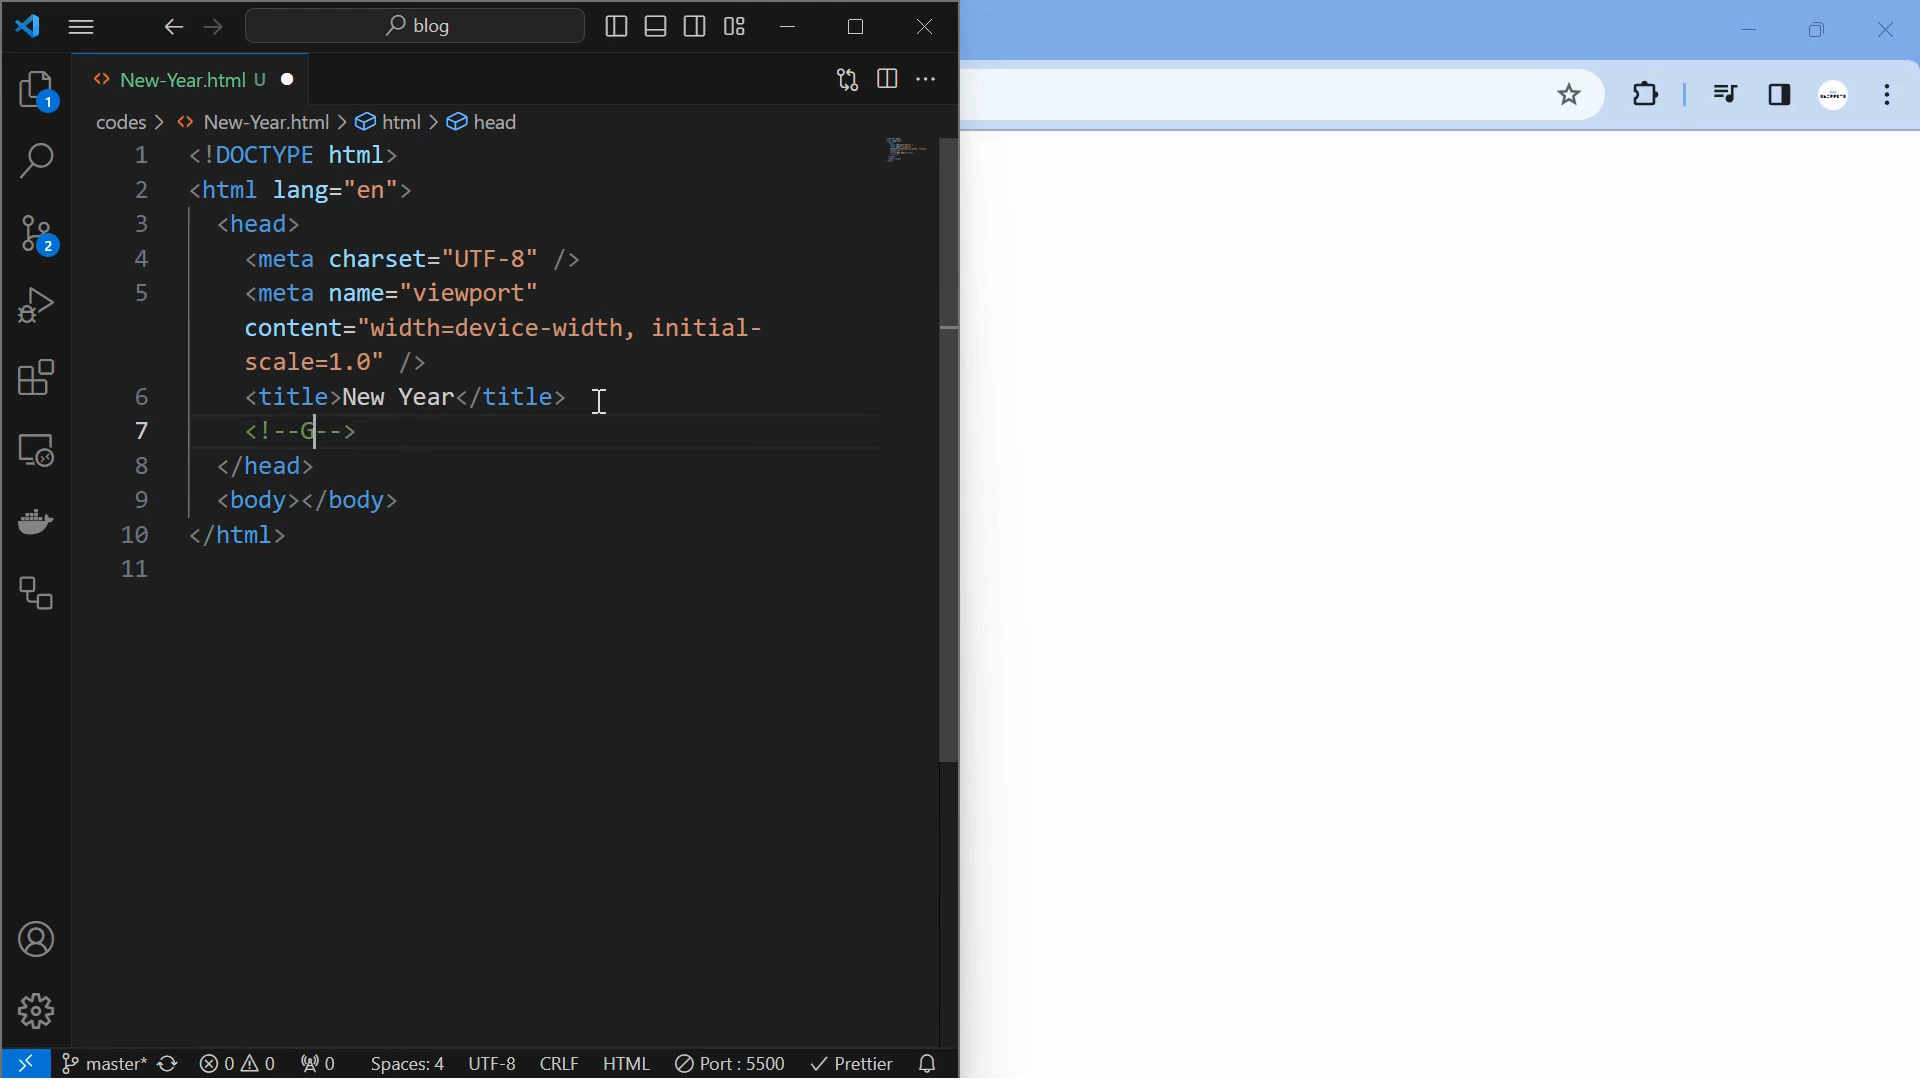 blog
New-Year.html U
1
codes > New-Year.html > html > head
1 <!DOCTYPE html>
2 <html lang="en">
3 <head>
4 <meta charset="UTF-8" />
5 <meta name="viewport"
content="width=device-width, initial-
scale=1.0" />
6 <title>New Year</title>
7 <!--G-->
8 </head>
9 <body></body>
10 </html>
11
2
master* 0 0 0 Spaces: 4 UTF-8 CRLF HTML Port : 5500 Prettier